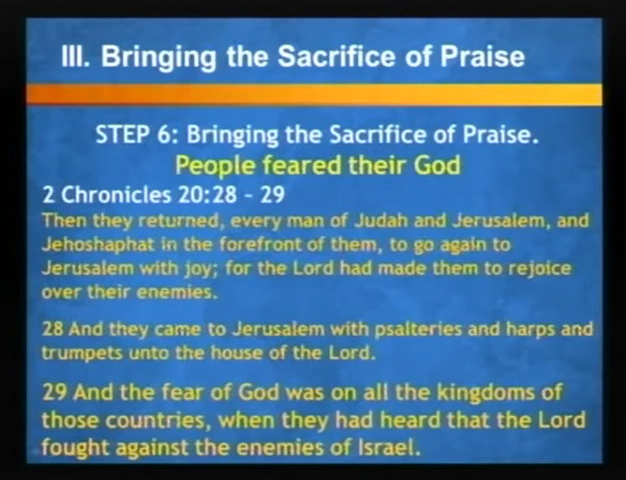 III. Bringing the Sacrifice of Praise
STEP 6: Bringing the Sacrifice of Praise.
People feared their God
2 Chronicles 20:28 - 29
Then they returned, every man of Judah and Jerusalem, and
Jehoshaphat in the forefront of them, to go again to
Jerusalem with joy; for the Lord had made them to rejoice
over their enemies.
28 And they came to Jerusalem with psalteries and harps and
trumpets unto the house of the Lord.
29 And the fear of God was on all the kingdoms of
those countries, when they had heard that the Lord
fought against the enemies of Israel.